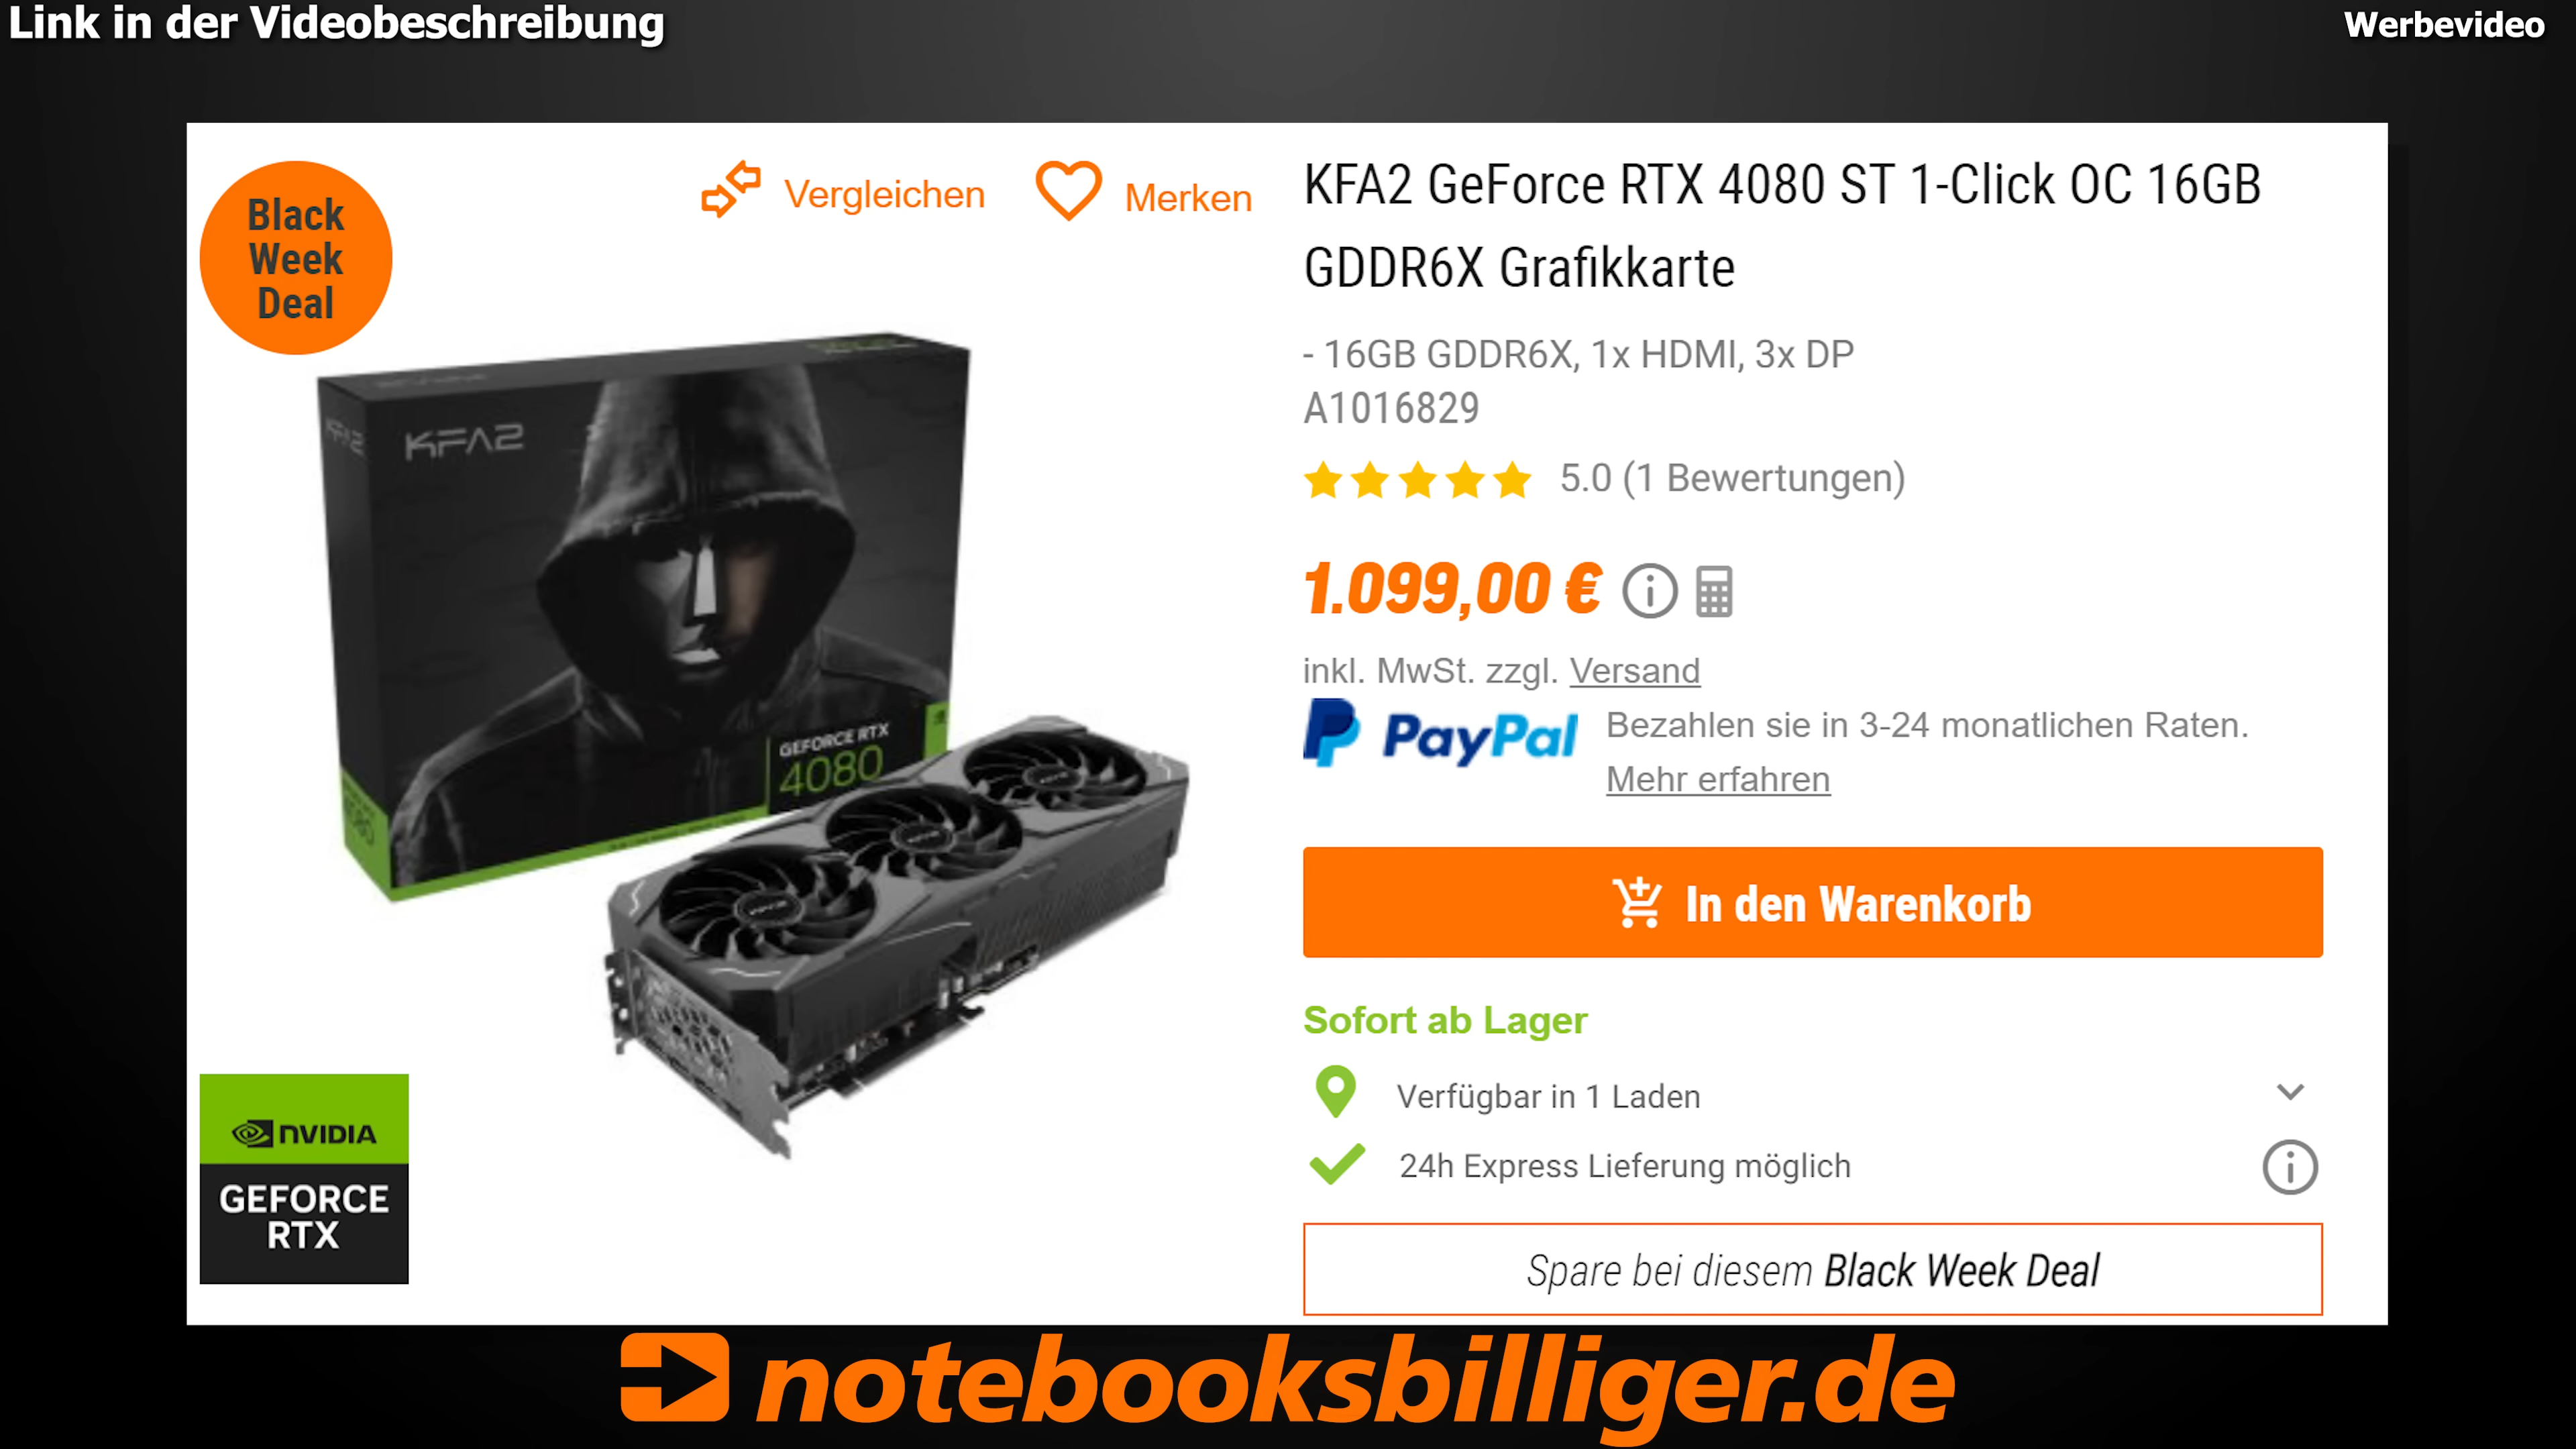 Link in der Videobeschreibung
Werbevideo
Black
Week
Deal
Vergleichen
Merken
KFA2 GeForce RTX 4080 ST 1-Click OC 16GB
GDDR6X Grafikkarte
- 16GB GDDR6X, 1x HDMI, 3x DP
A1016829
5.0 (1 Bewertungen)
1.099,00 €
inkl. MwSt. zzgl. Versand
PayPal
Bezahlen sie in 3-24 monatlichen Raten.
Mehr erfahren
In den Warenkorb
Sofort ab Lager
Verfügbar in 1 Laden
24h Express Lieferung möglich
Spare bei diesem Black Week Deal
KFA2
KFA2
GEFORCE RTX
4080
NVIDIA
GEFORCE
RTX
notebooksbilliger.de